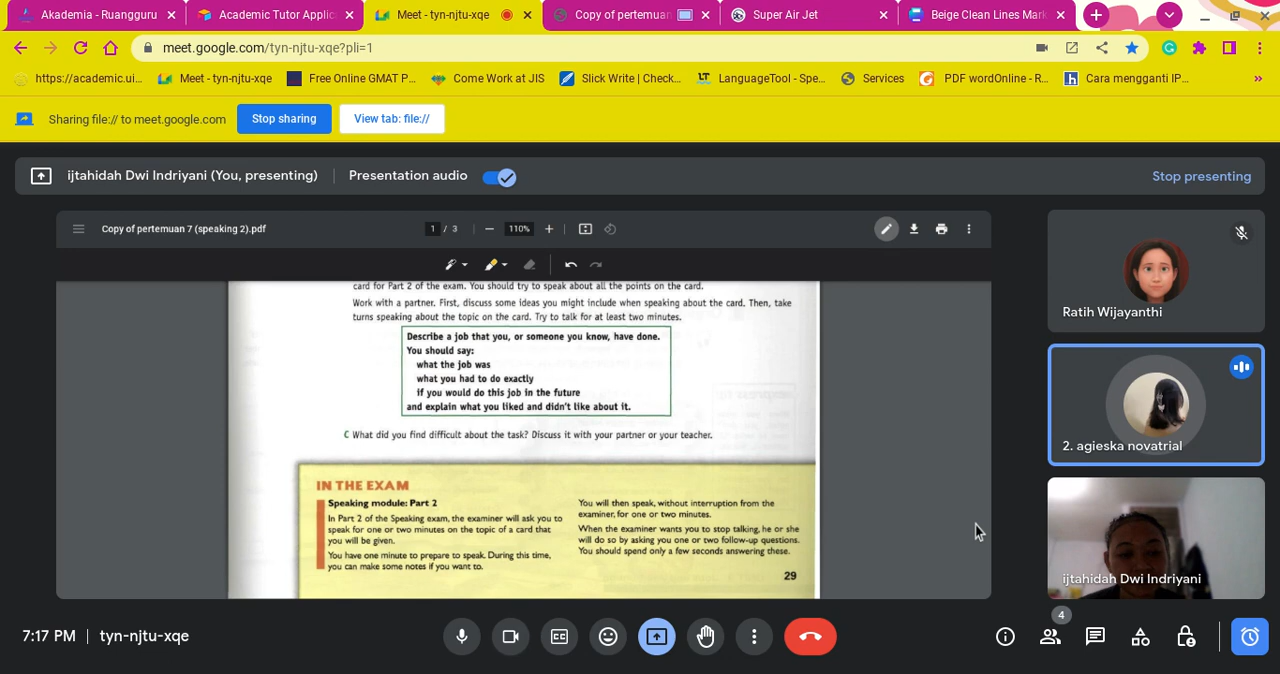 Akademia - Ruangguru
Academic Tutor Applic
Meet - tyn-njtu-xqe
Copy of pertemuan
Super Air Jet
Beige Clean Lines Mark
meet.google.com/tyn-njtu-xqe?pli=1
https://academic.ui...
Meet - tyn-njtu-xqe
Free Online GMAT P...
Come Work at JIS
Slick Write | Check...
LanguageTool - Spe...
Services
PDF wordOnline - R...
Cara mengganti IP...
»
Sharing file:// to meet.google.com
Stop sharing
View tab: file://
ijtahidah Dwi Indriyani (You, presenting)
Presentation audio
Stop presenting
Copy of pertemuan 7 (speaking 2).pdf
1 / 3
110%
card for Part 2 of the exam. You should try to speak about all the points on the card.
Work with a partner. First, discuss some ideas you might include when speaking about the card. Then, take
turns speaking about the topic on the card. Try to talk for at least two minutes.
Describe a job that you, or someone you know, have done.
You should say:
what the job was
what you had to do exactly
if you would do this job in the future
and explain what you liked and didn't like about it.
C What did you find difficult about the task? Discuss it with your partner or your teacher.
IN THE EXAM
Speaking module: Part 2
In Part 2 of the Speaking exam, the examiner will ask you to
speak for one or two minutes on the topic of a card that
you will be given.
You have one minute to prepare to speak. During this time,
you can make some notes if you want to.
You will then speak, without interruption from the
examiner, for one or two minutes.
When the examiner wants you to stop talking, he or she
will do so by asking you one or two follow-up questions.
You should spend only a few seconds answering these.
29
Ratih Wijayanthi
2. agieska novatrial
ijtahidah Dwi Indriyani
7:17 PM
tyn-njtu-xqe
4